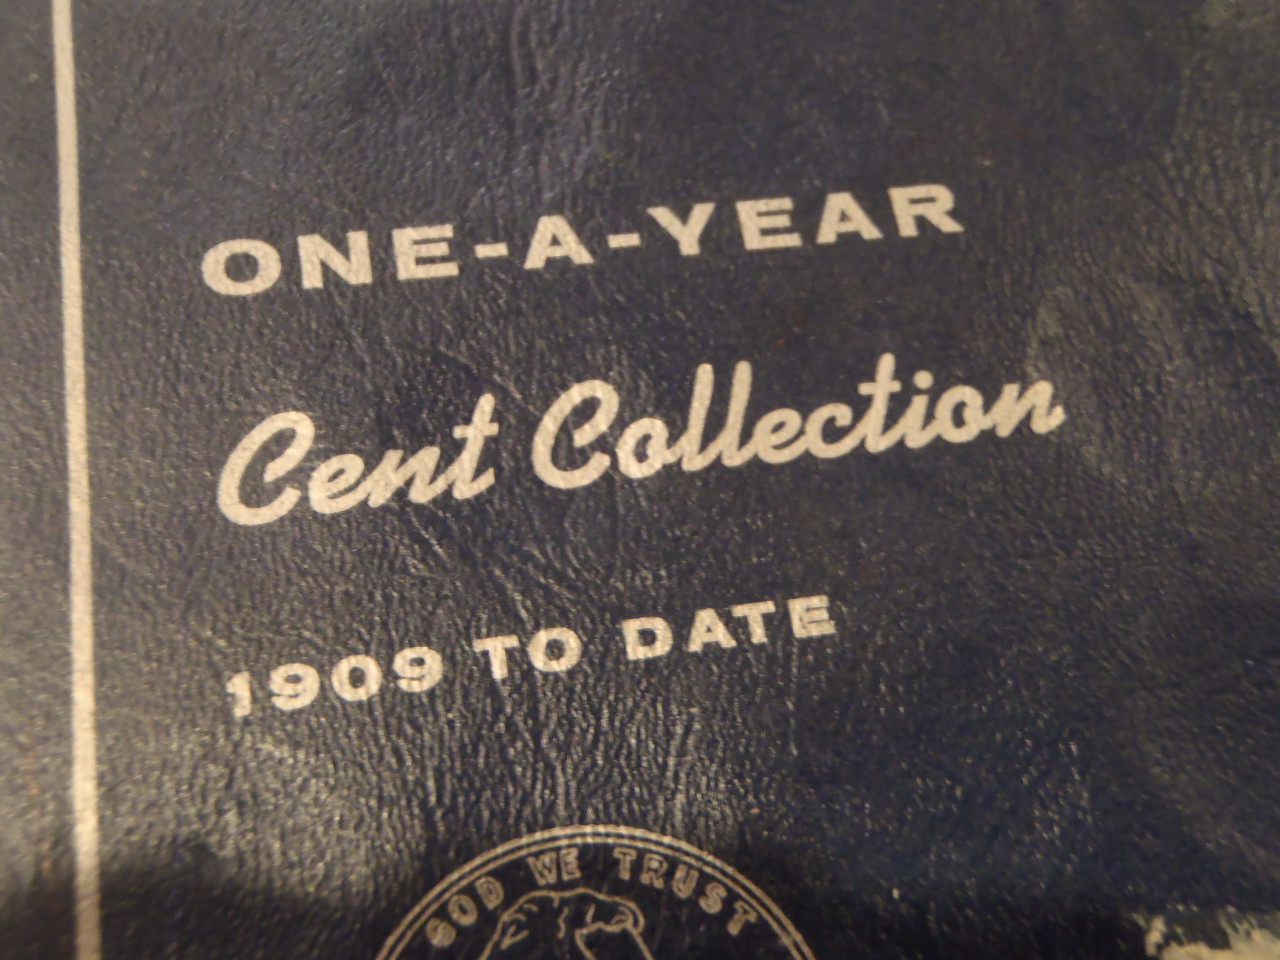 ONE-A-YEAR
Cent Collection
1909 TO DATE
GOD WE TRUST